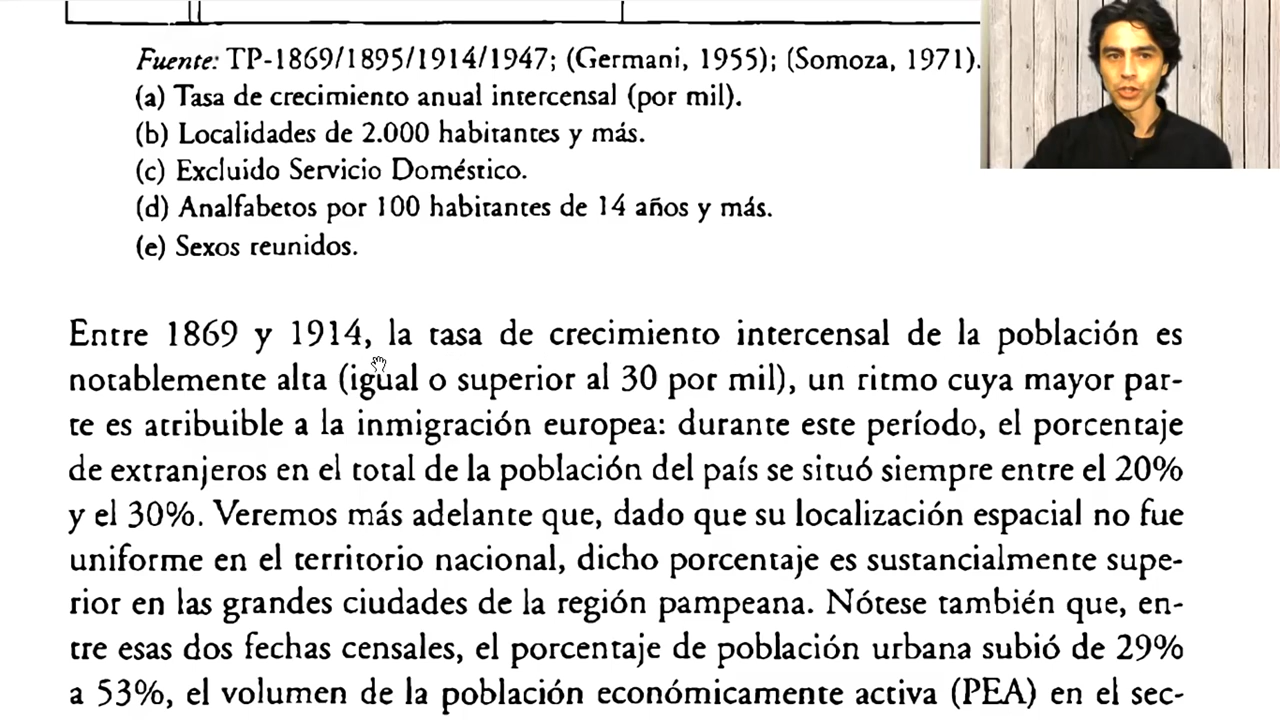 Fuente: TP-1869/1895/1914/1947; (Germani, 1955); (Somoza, 1971).
(a) Tasa de crecimiento anual intercensal (por mil).
(b) Localidades de 2.000 habitantes y más.
(c) Excluido Servicio Doméstico.
(d) Analfabetos por 100 habitantes de 14 años y más.
(e) Sexos reunidos.
Entre 1869 y 1914, la tasa de crecimiento intercensal de la población es
notablemente alta (igual o superior al 30 por mil), un ritmo cuya mayor par-
te es atribuible a la inmigración europea: durante este período, el porcentaje
de extranjeros en el total de la población del país se situó siempre entre el 20%
y el 30%. Veremos más adelante que, dado que su localización espacial no fue
uniforme en el territorio nacional, dicho porcentaje es sustancialmente supe-
rior en las grandes ciudades de la región pampeana. Nótese también que, en-
tre esas dos fechas censales, el porcentaje de población urbana subió de 29%
a 53%, el volumen de la población económicamente activa (PEA) en el sec-